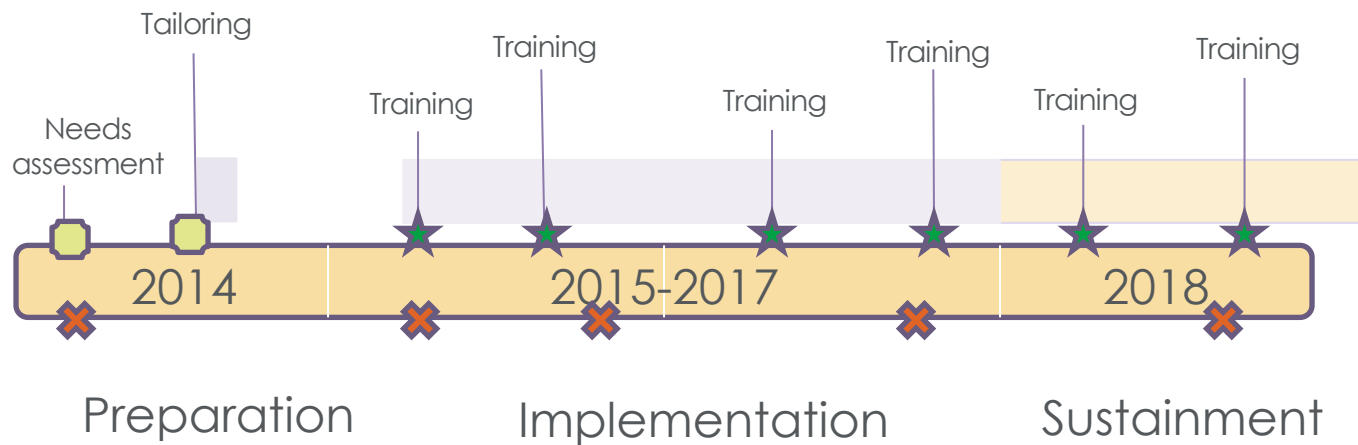 Tailoring
Training
Training
Training
Training
Training
Training
Needs
assessment
2014
2015-2017
2018
Preparation
Implementation
Sustainment